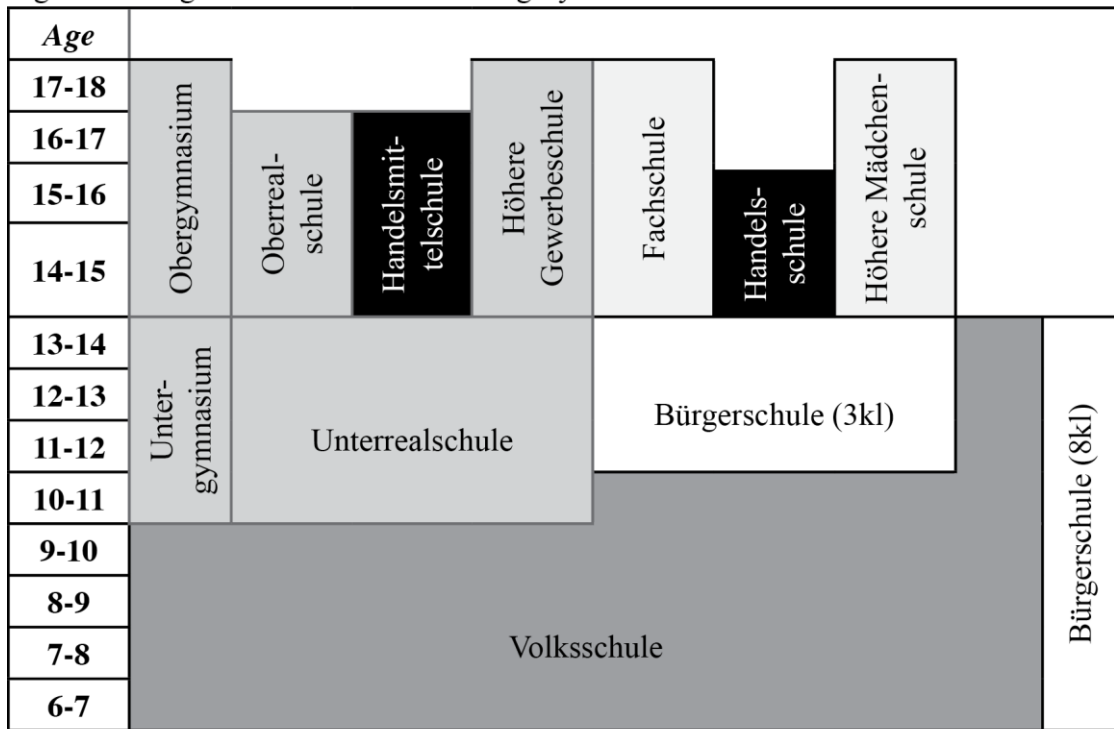 Age
17-18
16-17
15-16
14-15
13-14
12-13
11-12
10-11
9-10
8-9
7-8
6-7
Obergymnasium
Oberreal-
schule
Handelsmit-
telschule
Höhere
Gewerbeschule
Fachschule
Handels-
schule
Höhere Mädchen-
schule
Unter-
gymnasium
Unterrealschule
Bürgerschule (3kl)
Bürgerschule (8kl)
Volksschule